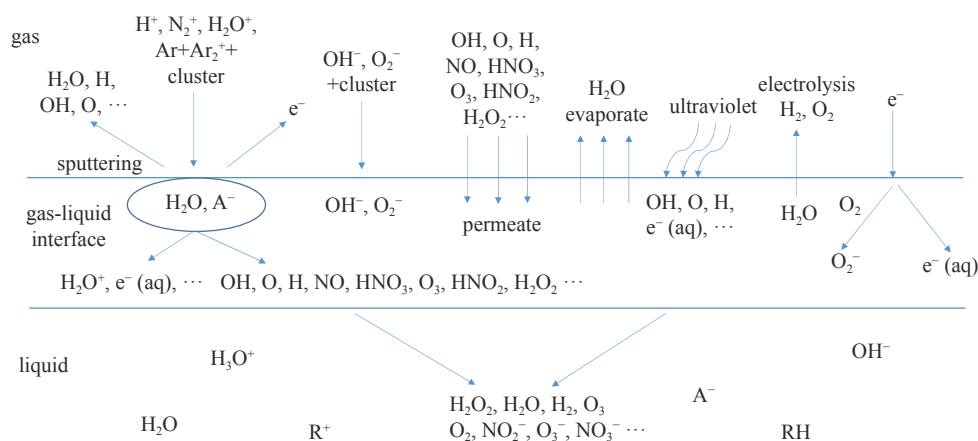 gas
H⁺, N₂⁺, H₂O⁺,
Ar+Ar₂⁺+
cluster
H₂O, H,
OH, O, ···
e⁻
sputtering
OH⁻, O₂⁻
+cluster
OH, O, H,
NO, HNO₃,
O₃, HNO₂,
H₂O₂···
H₂O
evaporate
ultraviolet
electrolysis
H₂, O₂
e⁻
gas-liquid
interface
H₂O, A⁻
OH⁻, O₂⁻
permeate
OH, O, H,
e⁻ (aq), ···
H₂O
O₂
O₂⁻
e⁻ (aq)
H₂O⁺, e⁻ (aq), ···
OH, O, H, NO, HNO₃, O₃, HNO₂, H₂O₂ ···
liquid
H₃O⁺
OH⁻
A⁻
H₂O₂, H₂O, H₂, O₃
O₂, NO₂⁻, O₃⁻, NO₃⁻ ···
H₂O
R⁺
RH